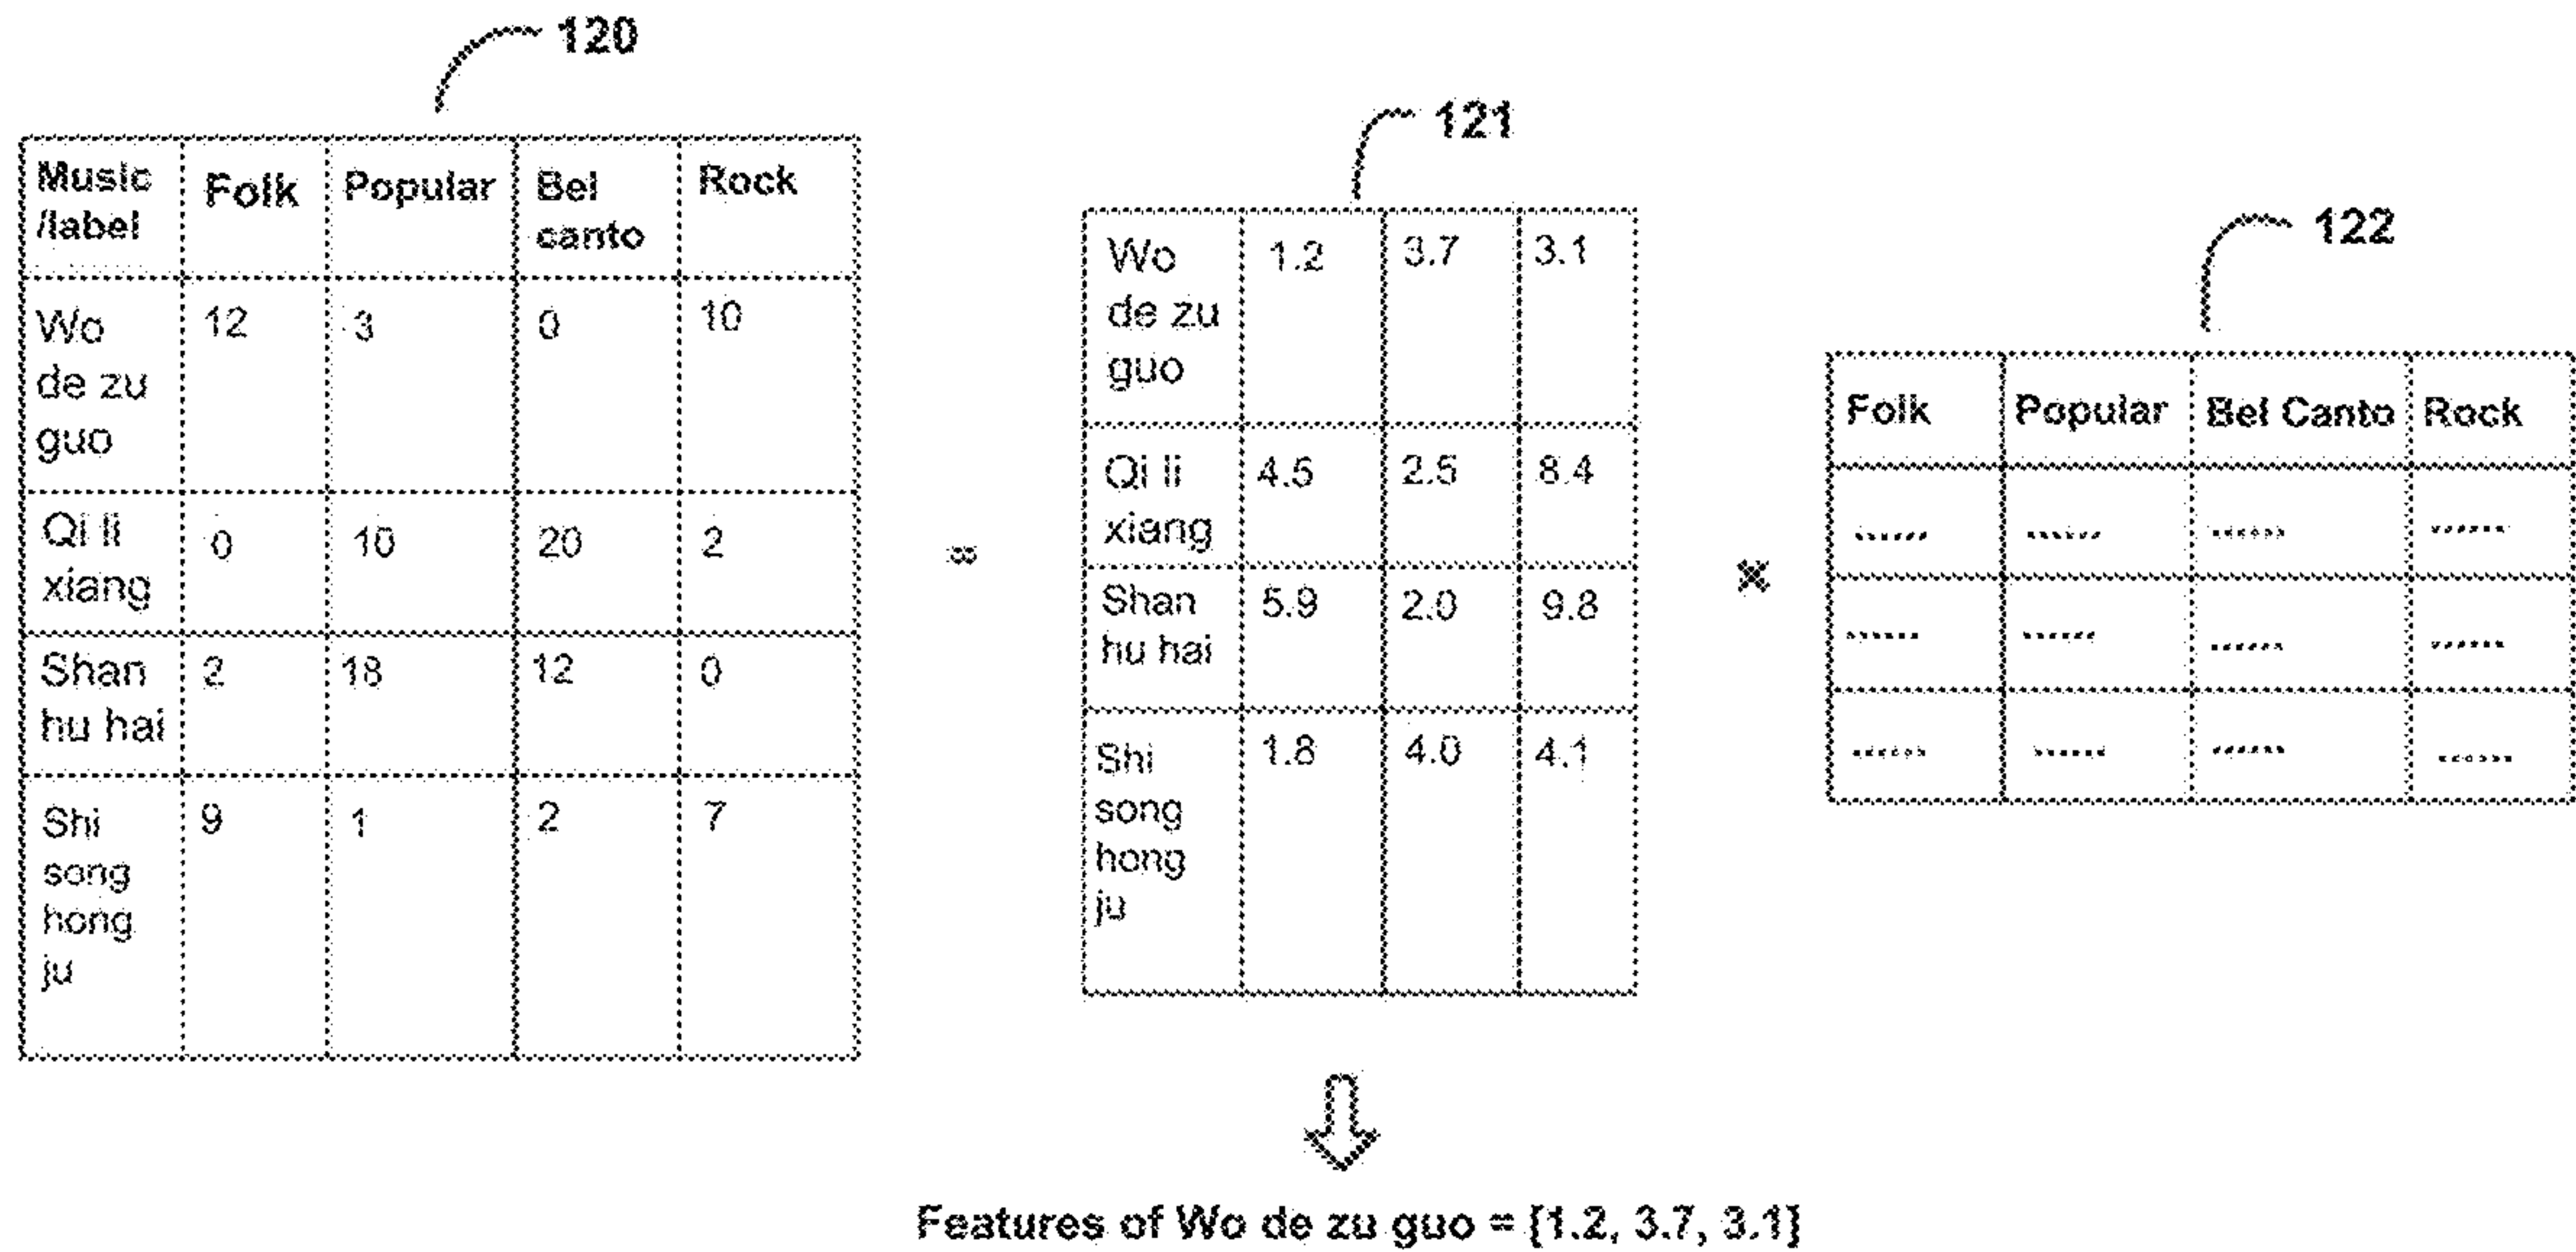 120
Music Folk Popular Bel Rock
/label canto
Wo 12 3 0 10
de zu
guo
Qi li 0 10 20 2
xiang
Shan 2 18 12 0
hu hai
Shi 9 1 2 7
song
hong
ju
=
121
Wo 1.2 3.7 3.1
de zu
guo
Qi li 4.5 2.5 8.4
xiang
Shan 5.9 2.0 9.8
hu hai
Shi 1.8 4.0 4.1
song
hong
ju
×
122
Folk Popular Bel Canto Rock
...... ...... ...... ......
...... ...... ...... ......
...... ...... ...... ......
Features of Wo de zu guo = [1.2, 3.7, 3.1]